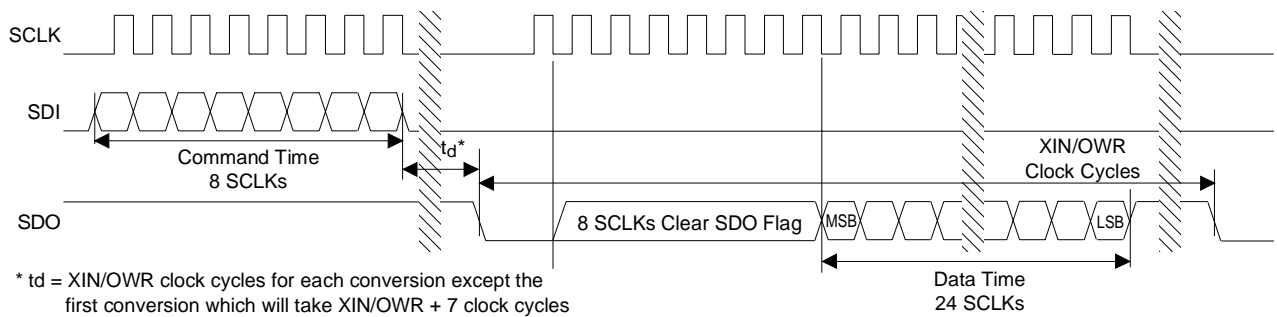 SCLK
SDI
Command Time
8 SCLKs
td*
XIN/OWR
Clock Cycles
SDO
8 SCLKs Clear SDO Flag
MSB
LSB
Data Time
24 SCLKs
* td = XIN/OWR clock cycles for each conversion except the
first conversion which will take XIN/OWR + 7 clock cycles